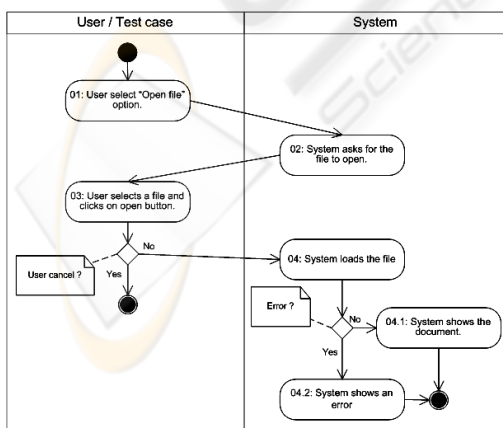 User / Test case
System
01: User select "Open file"
option.
02: System asks for the
file to open.
03: User selects a file and
clicks on open button.
No
User cancel ?
Yes
04: System loads the file
Error ?
No
04.1: System shows the
document.
Yes
04.2: System shows an
error
Science